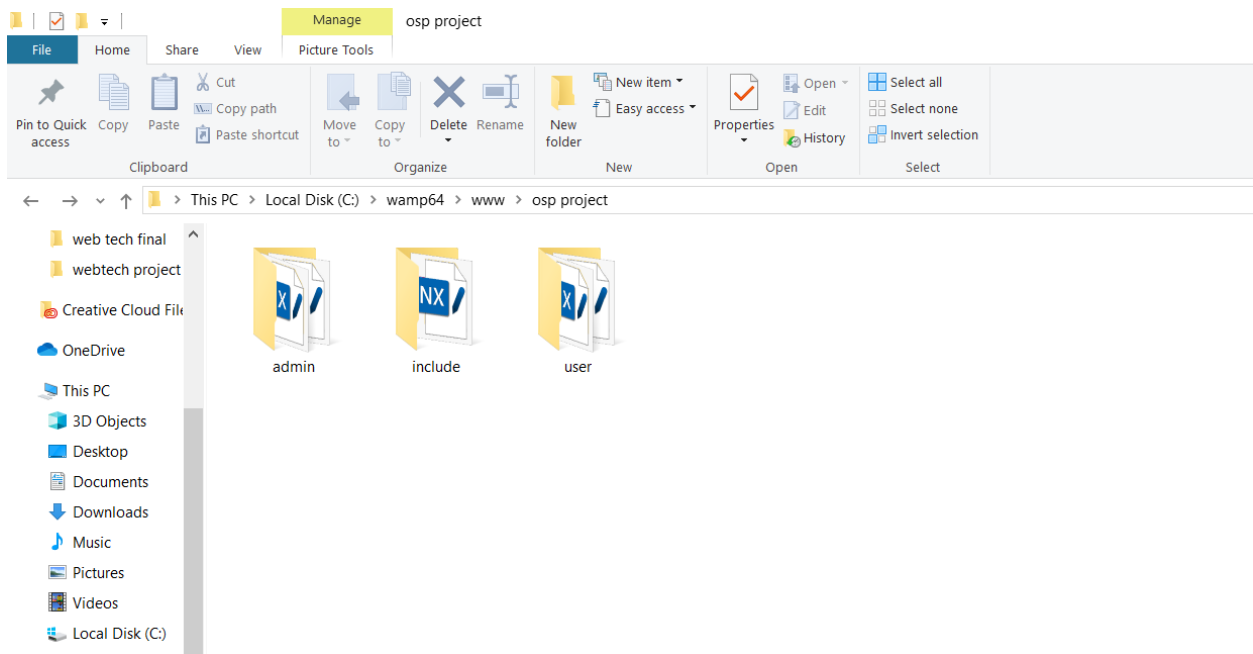 Manage osp project
File Home Share View Picture Tools
Pin to Quick access
Copy
Paste
Cut
Copy path
Paste shortcut
Move to
Copy to
Delete
Rename
New folder
New item
Easy access
Properties
Open
Edit
History
Select all
Select none
Invert selection
Clipboard Organize New Open Select
This PC > Local Disk (C:) > wamp64 > www > osp project
web tech final
webtech project
Creative Cloud File
OneDrive
This PC
3D Objects
Desktop
Documents
Downloads
Music
Pictures
Videos
Local Disk (C:)
admin include user